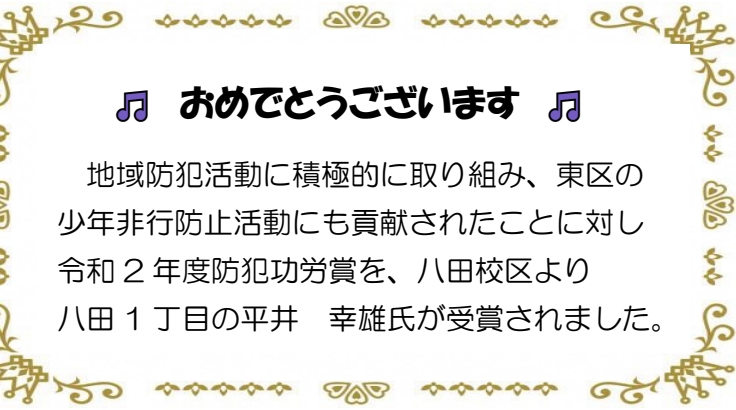 ♫ おめでとうございます ♫
　地域防犯活動に積極的に取り組み、東区の
少年非行防止活動にも貢献されたことに対し
令和２年度防犯功労賞を、八田校区より
八田１丁目の平井　幸雄氏が受賞されました。